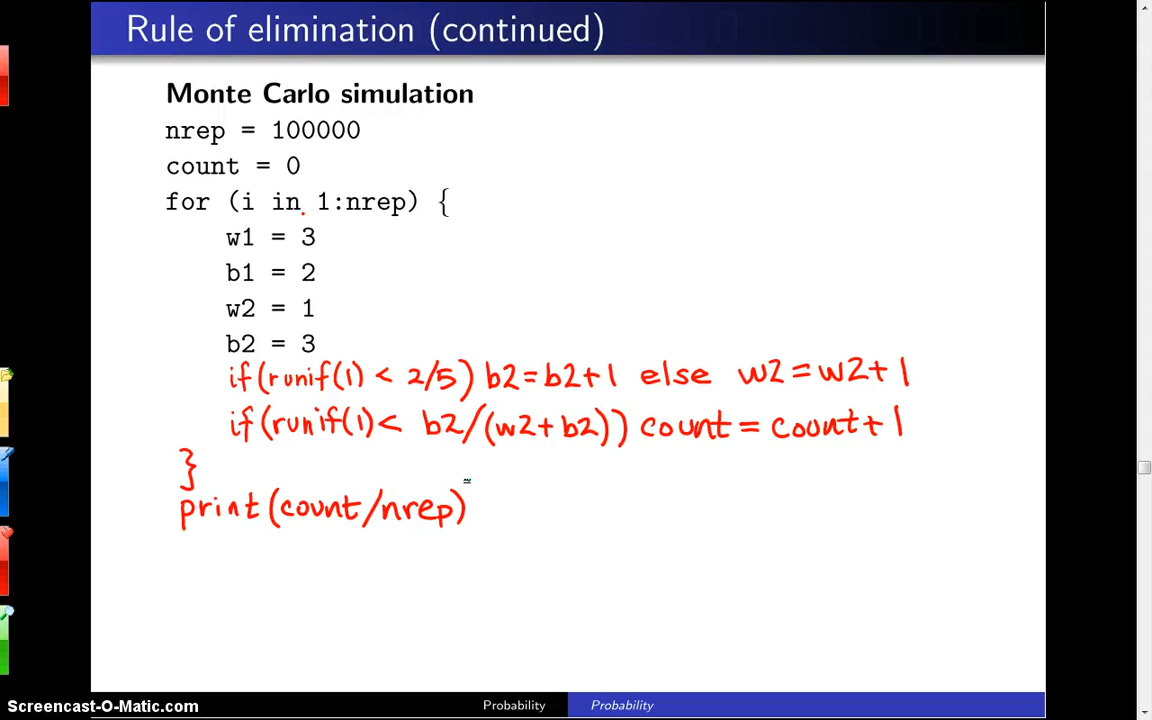 Rule of elimination (continued)
Monte Carlo simulation
nrep = 100000
count = 0
for (i in 1:nrep) {
w1 = 3
b1 = 2
w2 = 1
b2 = 3
if(runif(1) < 2/5) b2=b2+1 else w2=w2+1
if(runif(1)< b2/(w2+b2)) count=count+1
}
print(count/nrep)
Screencast-O-Matic.com
Probability Probability